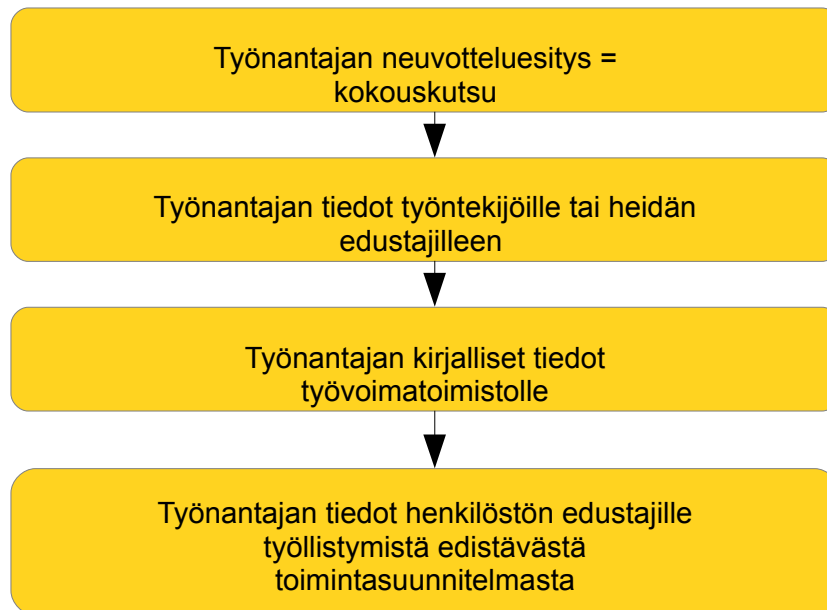 Työnantajan neuvotteluesitys =
kokouskutsu
Työnantajan tiedot työntekijöille tai heidän
edustajilleen
Työnantajan kirjalliset tiedot
työvoimatoimistolle
Työnantajan tiedot henkilöstön edustajille
työllistymistä edistävästä
toimintasuunnitelmasta